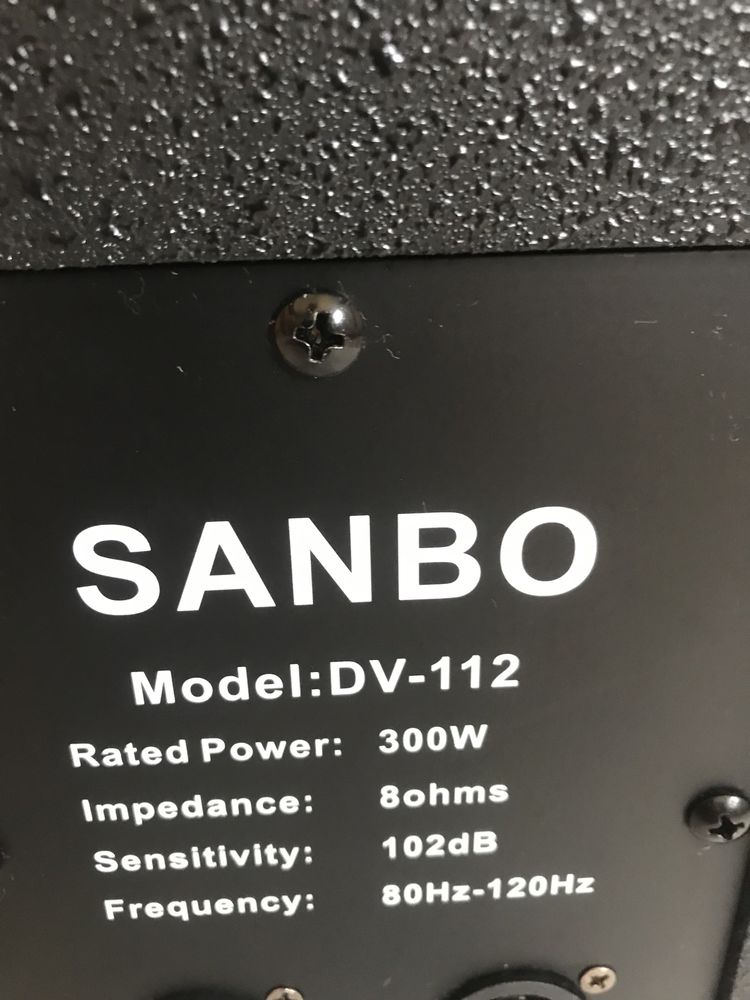 SANBO
Model:DV-112
Rated Power: 300W
Impedance: 8ohms
Sensitivity: 102dB
Frequency: 80Hz-120Hz